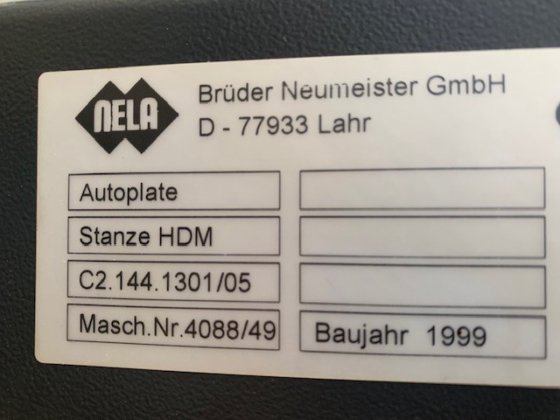 NELA
Brüder Neumeister GmbH
D - 77933 Lahr
Autoplate
Stanze HDM
C2.144.1301/05
Masch.Nr.4088/49
Baujahr 1999